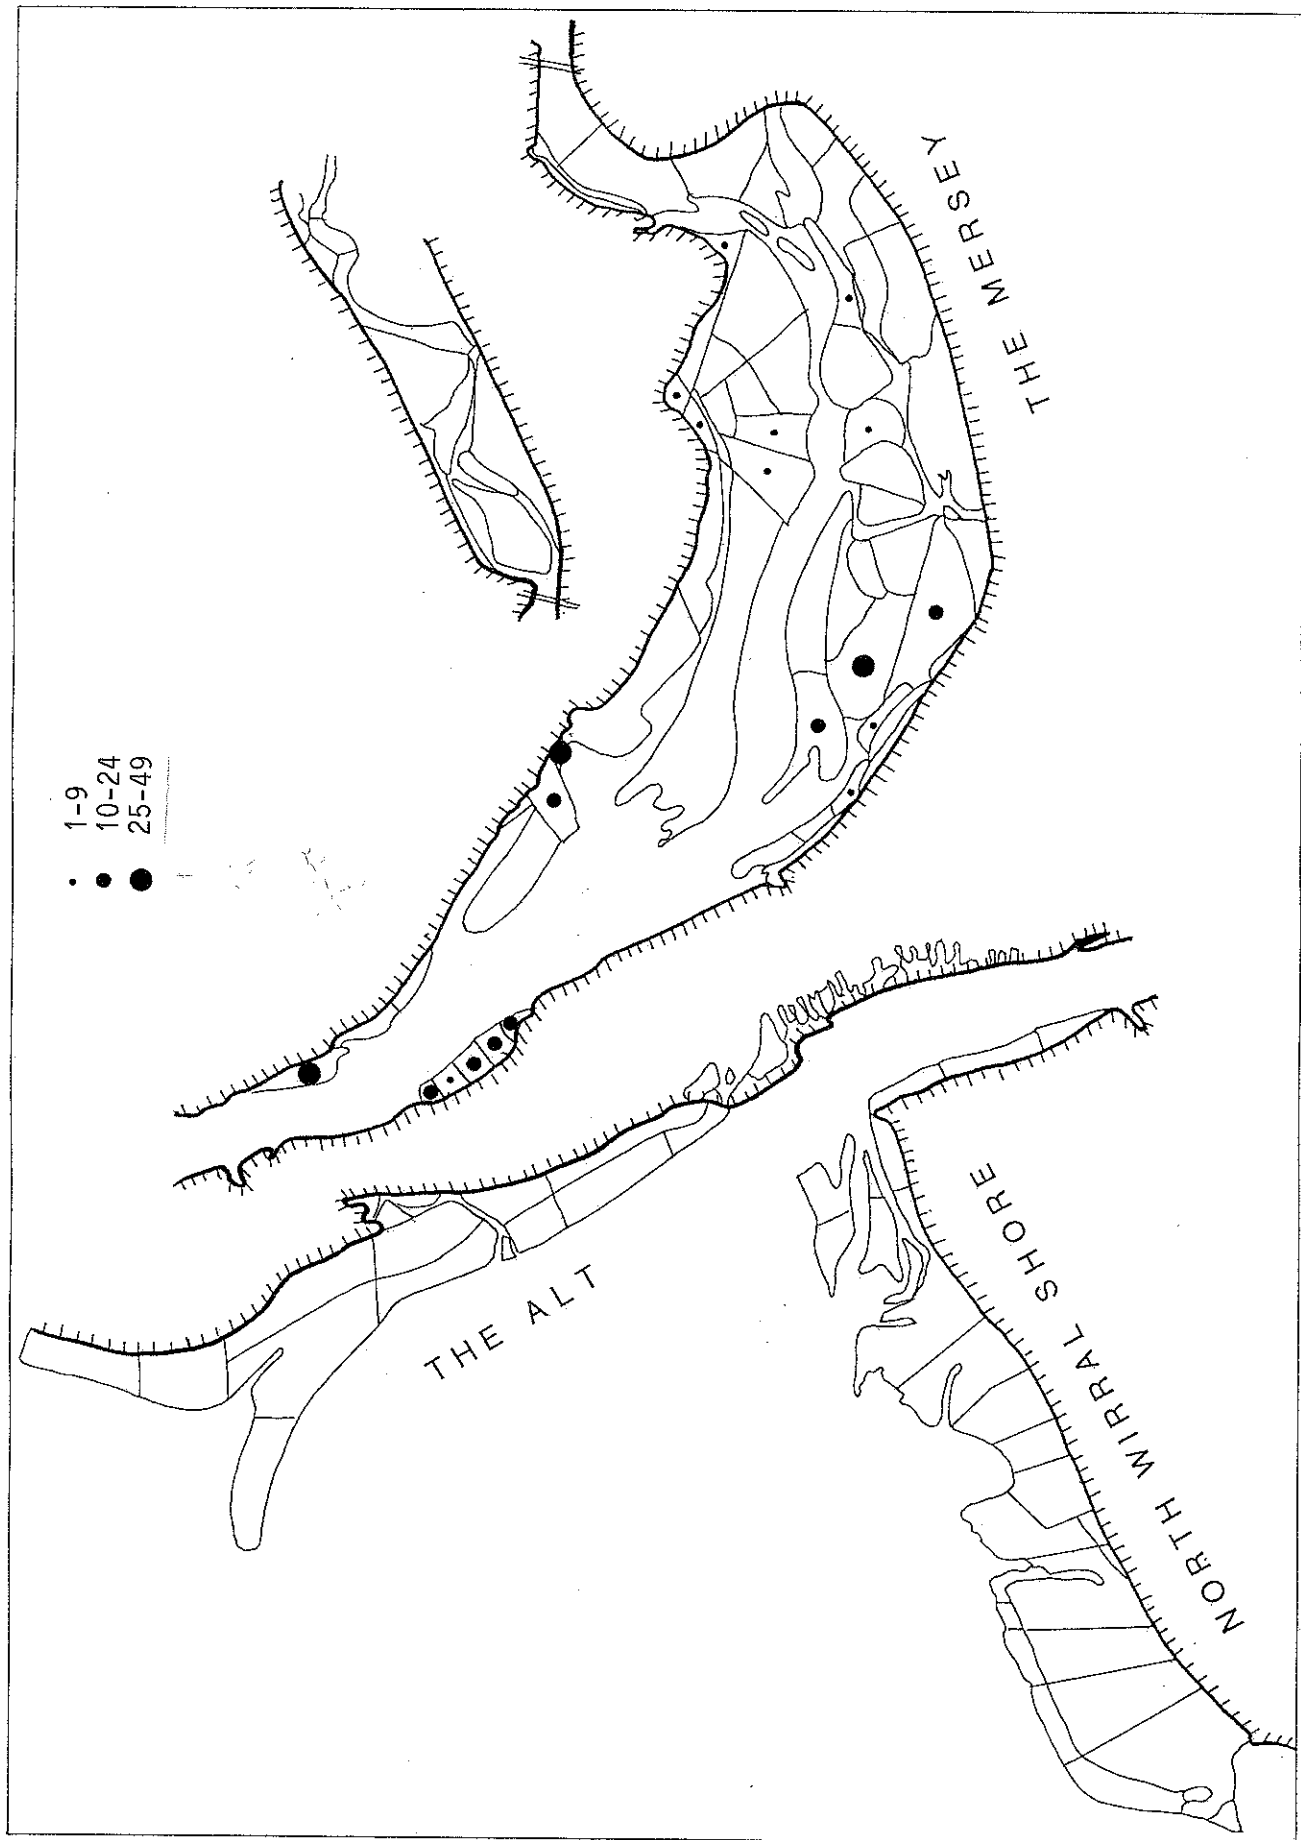 1-9
10-24
25-49
THE MERSEY
THE ALT
NORTH WIRRAL SHORE